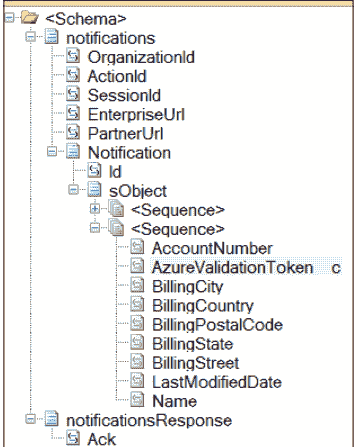 <Schema>
notifications
OrganizationId
ActionId
SessionId
EnterpriseUrl
PartnerUrl
Notification
Id
sObject
<Sequence>
<Sequence>
AccountNumber
AzureValidationToken c
BillingCity
BillingCountry
BillingPostalCode
BillingState
BillingStreet
LastModifiedDate
Name
notificationsResponse
Ack